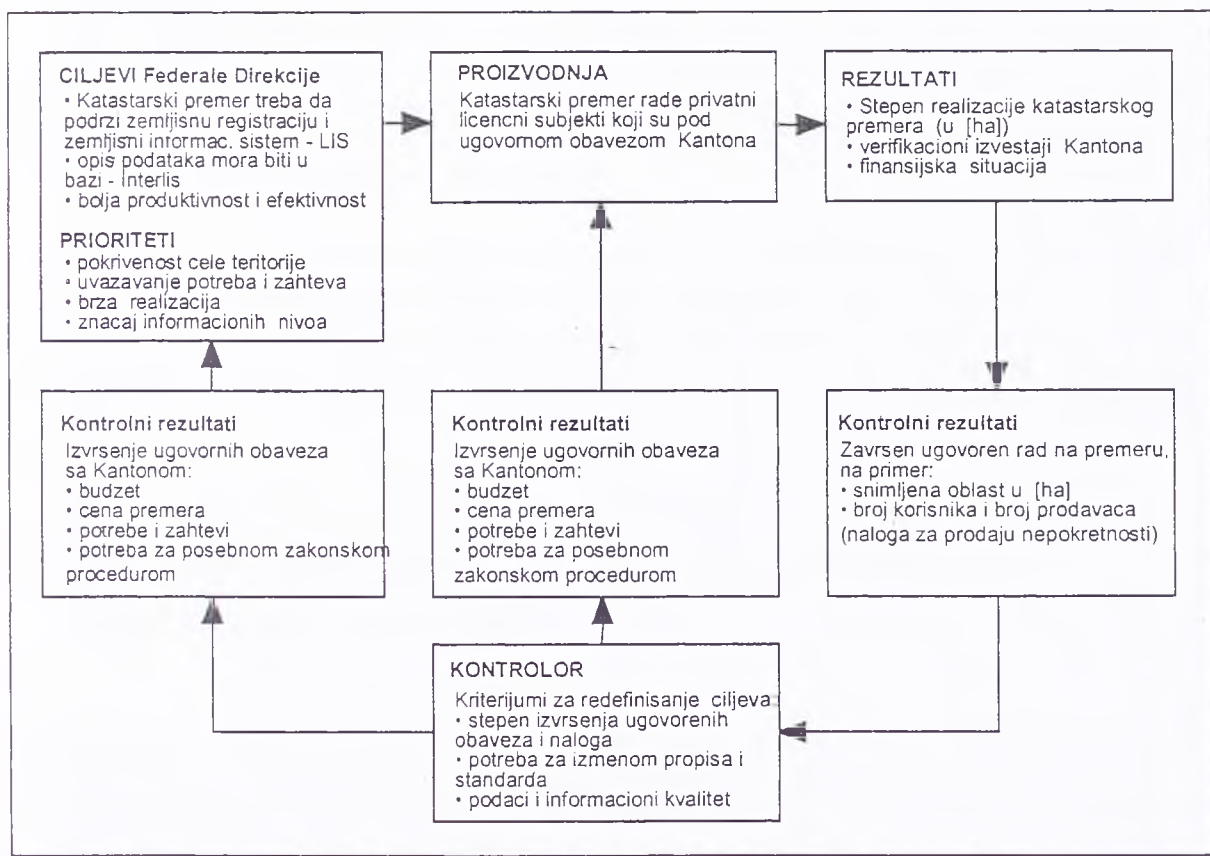 CILJEVI Federale Direkcije
• Katastarski premer treba da
podrzi zemljisnu registraciju i
zemljisni informac. sistem - LIS
• opis podataka mora biti u
bazi - Interlis
• bolja produktivnost i efektivnost
PRIORITETI
• pokrivenost cele teritorije
• uvazavanje potreba i zahteva
• brza realizacija
• znacaj informacionih nivoa
PROIZVODNJA
Katastarski premer rade privatni
licencni subjekti koji su pod
ugovornom obavezom Kantona
REZULTATI
• Stepen realizacije katastarskog
premera (u [ha])
• verifikacioni izvestaji Kantona
• finansijska situacija
Kontrolni rezultati
Izvrsenje ugovornih obaveza
sa Kantonom:
• budzet
• cena premera
• potrebe i zahtevi
• potreba za posebnom zakonskom
procedurom
Kontrolni rezultati
Izvrsenje ugovornih obaveza
sa Kantonom:
• budzet
• cena premera
• potrebe i zahtevi
• potreba za posebnom
zakonskom procedurom
Kontrolni rezultati
Zavrsen ugovoren rad na premeru,
na primer:
• snimljena oblast u [ha]
• broj korisnika i broj prodavaca
(naloga za prodaju nepokretnosti)
KONTROLOR
Kriterijumi za redefinisanje ciljeva
• stepen izvrsenja ugovorenih
obaveza i naloga
• potreba za izmenom propisa i
standarda
• podaci i informacioni kvalitet